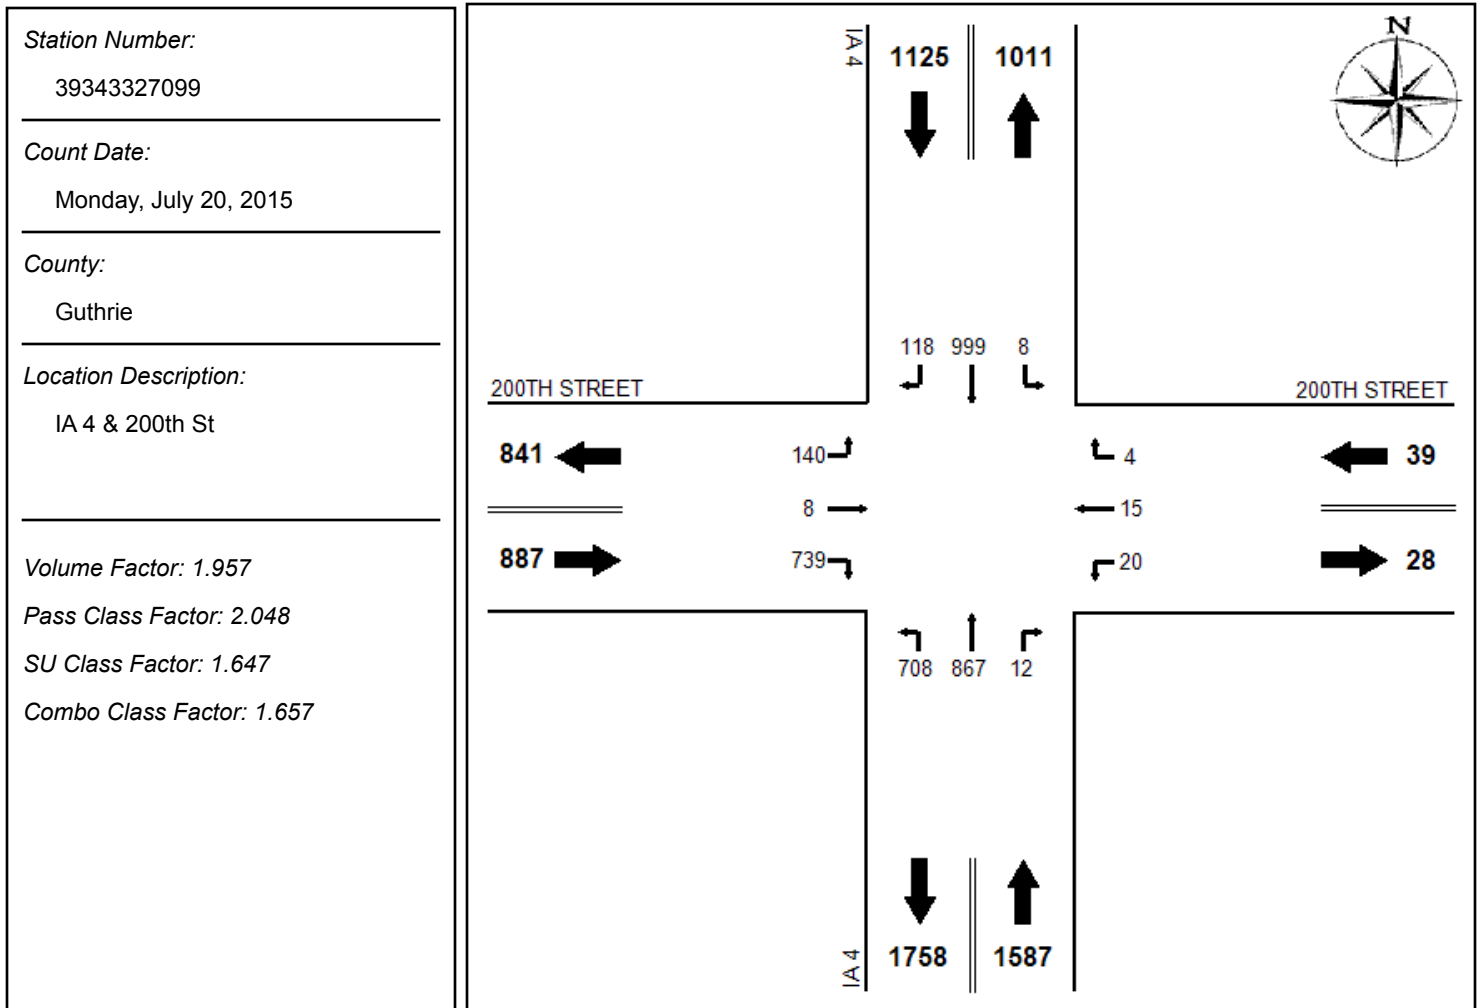 Station Number:
39343327099
Count Date:
Monday, July 20, 2015
County:
Guthrie
Location Description:
IA 4 & 200th St
Volume Factor: 1.957
Pass Class Factor: 2.048
SU Class Factor: 1.647
Combo Class Factor: 1.657
N
IA 4
1125 1011
118 999 8
200TH STREET
200TH STREET
841 140 4 39
8 15
887 739 20 28
708 867 12
IA 4
1758 1587